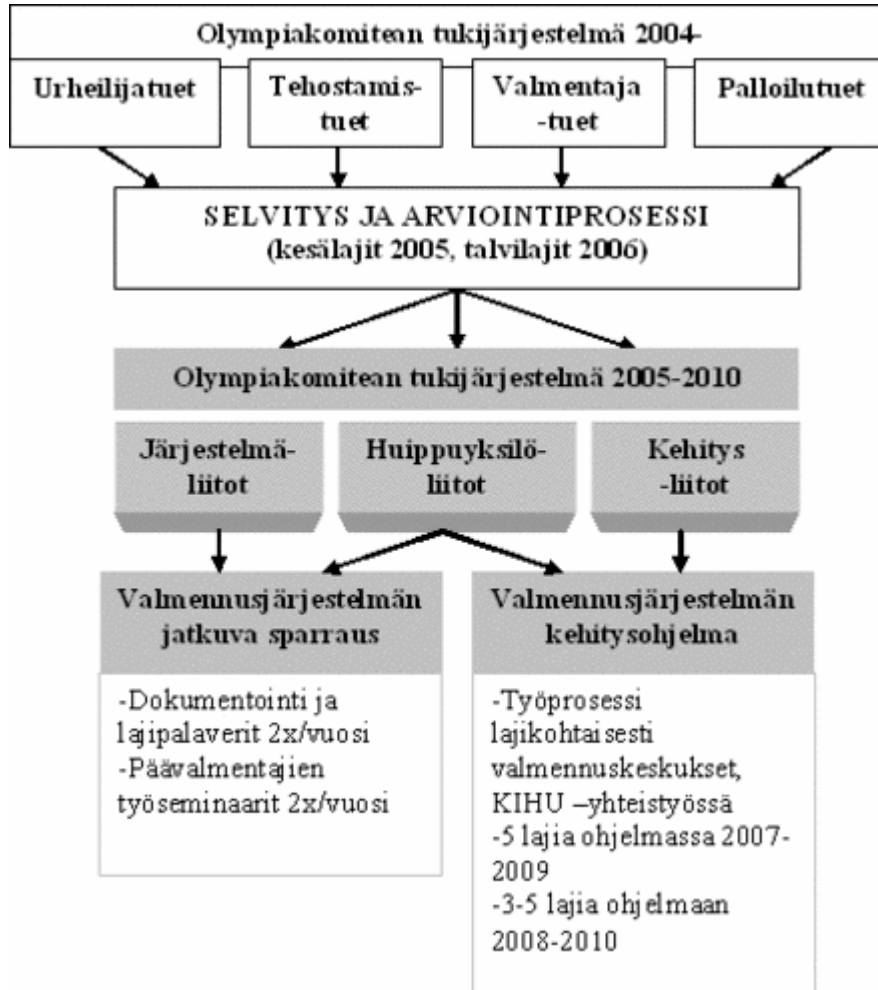 Olympiakomitean tukijärjestelmä 2004-
Urheilijatuet
Tehostamis-
tuet
Valmentaja
-tuet
Palloilutuet
SELVITYS JA ARVIOINTIPROSESSI
(kesälajit 2005, talvilajit 2006)
Olympiakomitean tukijärjestelmä 2005-2010
Järjestelmä-
liitot
Huippuyksilö-
liitot
Kehitys
-liitot
Valmennusjärjestelmän
jatkuva sparraus
-Dokumentointi ja
lajipalaverit 2x/vuosi
-Päävalmentajien
työseminaarit 2x/vuosi
Valmennusjärjestelmän
kehitysohjelma
-Työprosessi
lajikohtaisesti
valmennuskeskukset,
KIHU –yhteistyössä
-5 lajia ohjelmassa 2007-
2009
-3-5 lajia ohjelmaan
2008-2010